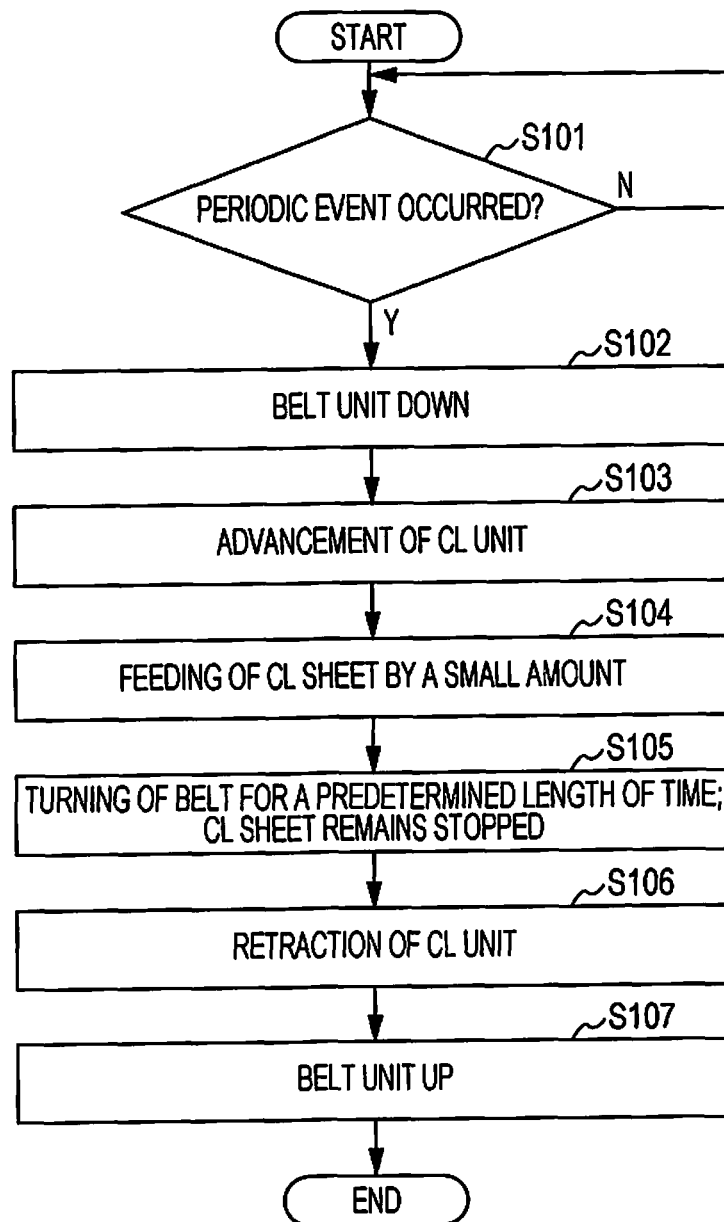 START
S101
PERIODIC EVENT OCCURRED?
N
Y
S102
BELT UNIT DOWN
S103
ADVANCEMENT OF CL UNIT
S104
FEEDING OF CL SHEET BY A SMALL AMOUNT
S105
TURNING OF BELT FOR A PREDETERMINED LENGTH OF TIME;
CL SHEET REMAINS STOPPED
S106
RETRACTION OF CL UNIT
S107
BELT UNIT UP
END